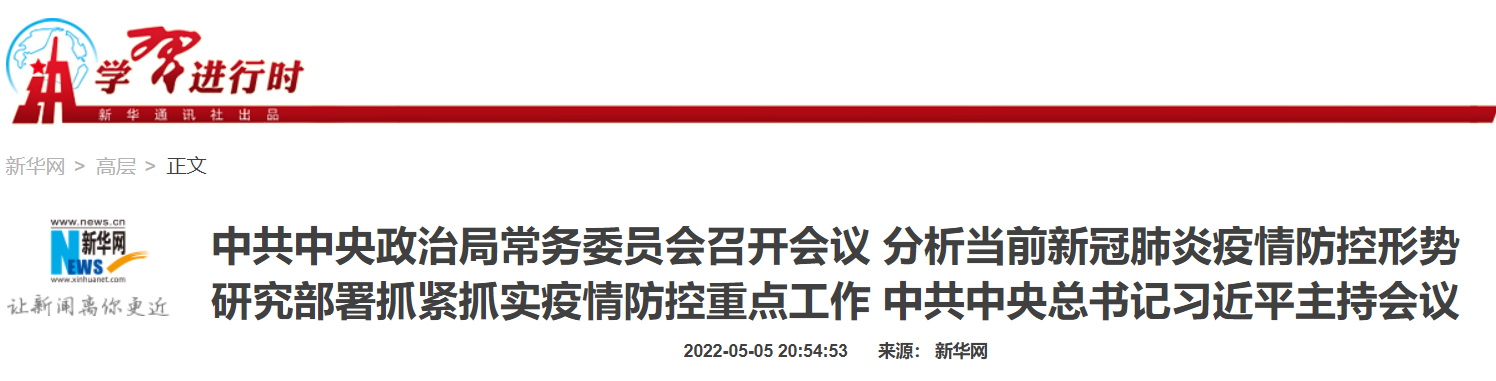 学习进行时
新华通讯社出品
新华网 > 高层 > 正文
www.news.cn
新华网
NEWS
www.xinhuanet.com
让新闻离你更近
中共中央政治局常务委员会召开会议 分析当前新冠肺炎疫情防控形势
研究部署抓紧抓实疫情防控重点工作 中共中央总书记习近平主持会议
2022-05-05 20:54:53 来源： 新华网